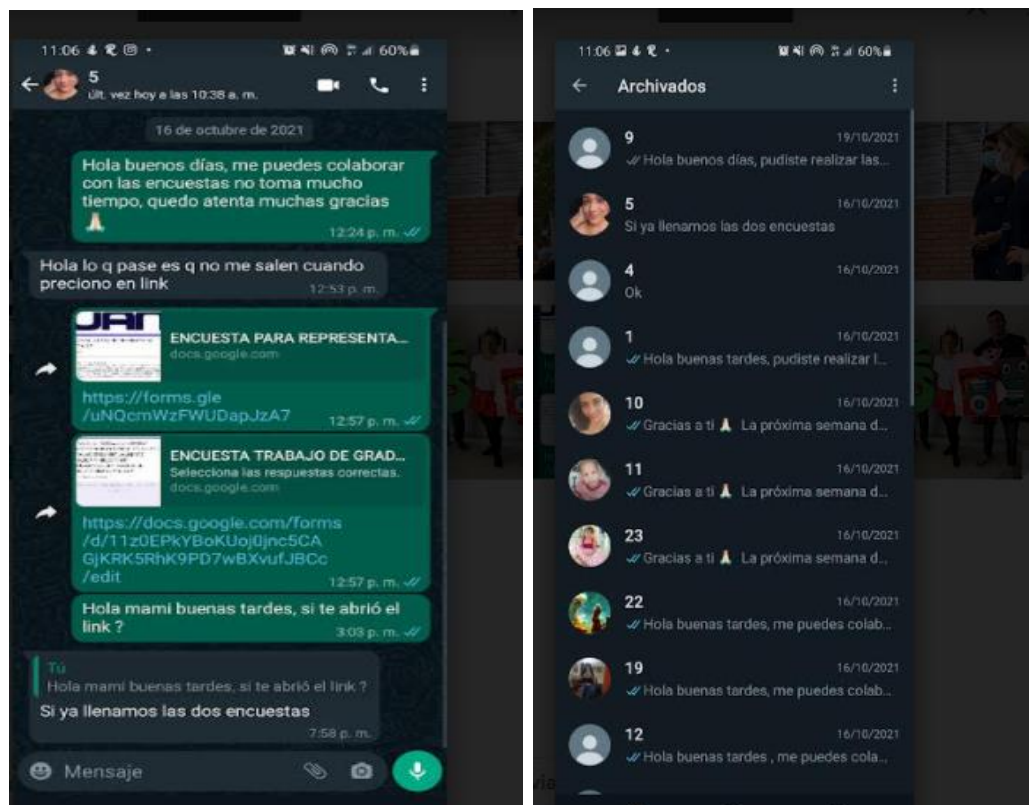 11:06
60%
5
últ. vez hoy a las 10:38 a. m.
16 de octubre de 2021
Hola buenos días, me puedes colaborar
con las encuestas no toma mucho
tiempo, quedo atenta muchas gracias
🙏
12:24 p. m.
Hola lo q pase es q no me salen cuando
preciono en link
12:53 p. m.
ENCUESTA PARA REPRESENTA...
docs.google.com
https://forms.gle
/uNQcmWzFWUDapJzA7
12:57 p. m.
ENCUESTA TRABAJO DE GRAD...
Selecciona las respuestas correctas.
docs.google.com
https://docs.google.com/forms
/d/11z0EPkYBoKUoj0jnc5CA
GjKRK5RhK9PD7wBXvufJBCc
/edit
12:57 p. m.
Hola mami buenas tardes, si te abrió el
link ?
3:03 p. m.
Tú
Hola mami buenas tardes, si te abrió el link ?
Si ya llenamos las dos encuestas
7:58 p. m.
Mensaje
11:06
60%
Archivados
9
19/10/2021
Hola buenos días, pudiste realizar las...
5
16/10/2021
Si ya llenamos las dos encuestas
4
16/10/2021
Ok
1
16/10/2021
Hola buenas tardes, pudiste realizar l...
10
16/10/2021
Gracias a ti 🙏 La próxima semana d...
11
16/10/2021
Gracias a ti 🙏 La próxima semana d...
23
16/10/2021
Gracias a ti 🙏 La próxima semana d...
22
16/10/2021
Hola buenas tardes, me puedes colab...
19
16/10/2021
Hola buenas tardes, me puedes colab...
12
16/10/2021
Hola buenas tardes , me puedes cola...